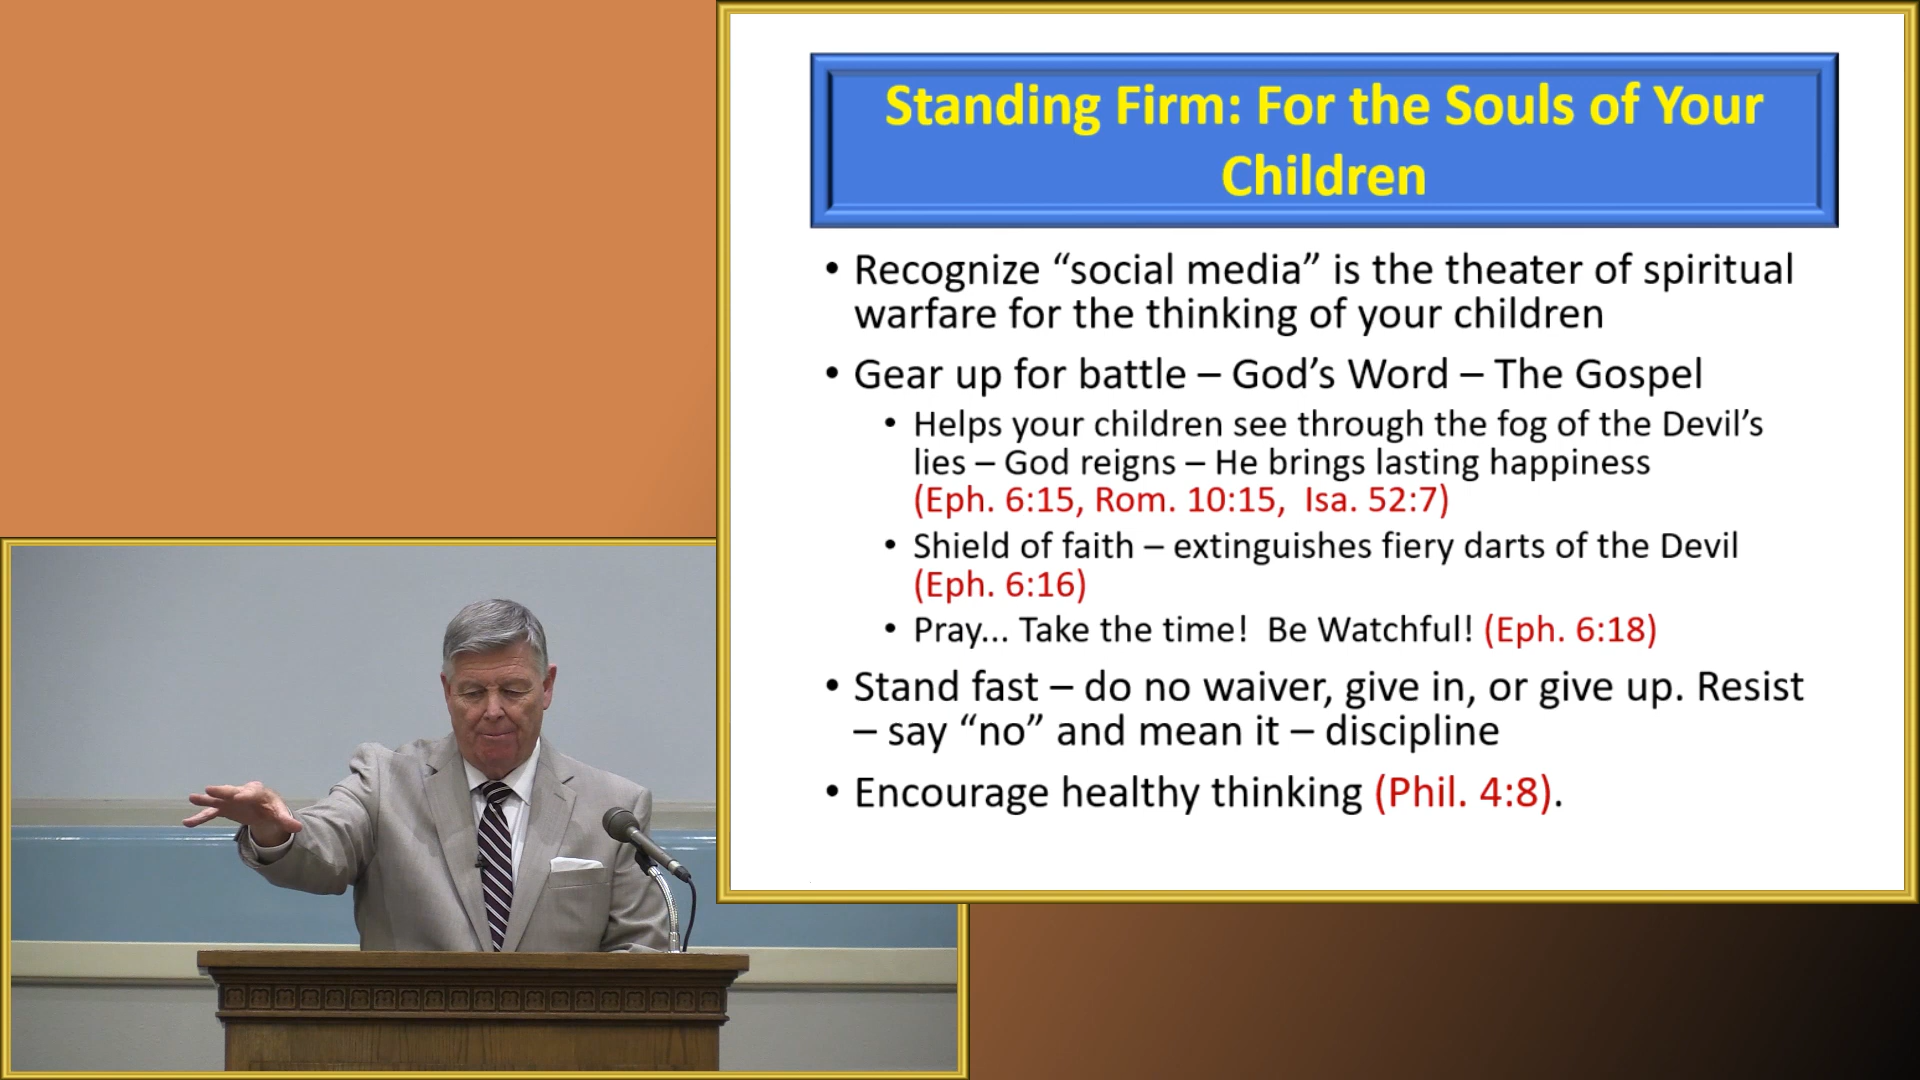 Standing Firm: For the Souls of Your
Children
• Recognize “social media” is the theater of spiritual
warfare for the thinking of your children
• Gear up for battle – God’s Word – The Gospel
• Helps your children see through the fog of the Devil’s
lies – God reigns – He brings lasting happiness
(Eph. 6:15, Rom. 10:15,  Isa. 52:7)
• Shield of faith – extinguishes fiery darts of the Devil
(Eph. 6:16)
• Pray... Take the time!  Be Watchful! (Eph. 6:18)
• Stand fast – do no waiver, give in, or give up. Resist
– say “no” and mean it – discipline
• Encourage healthy thinking (Phil. 4:8).